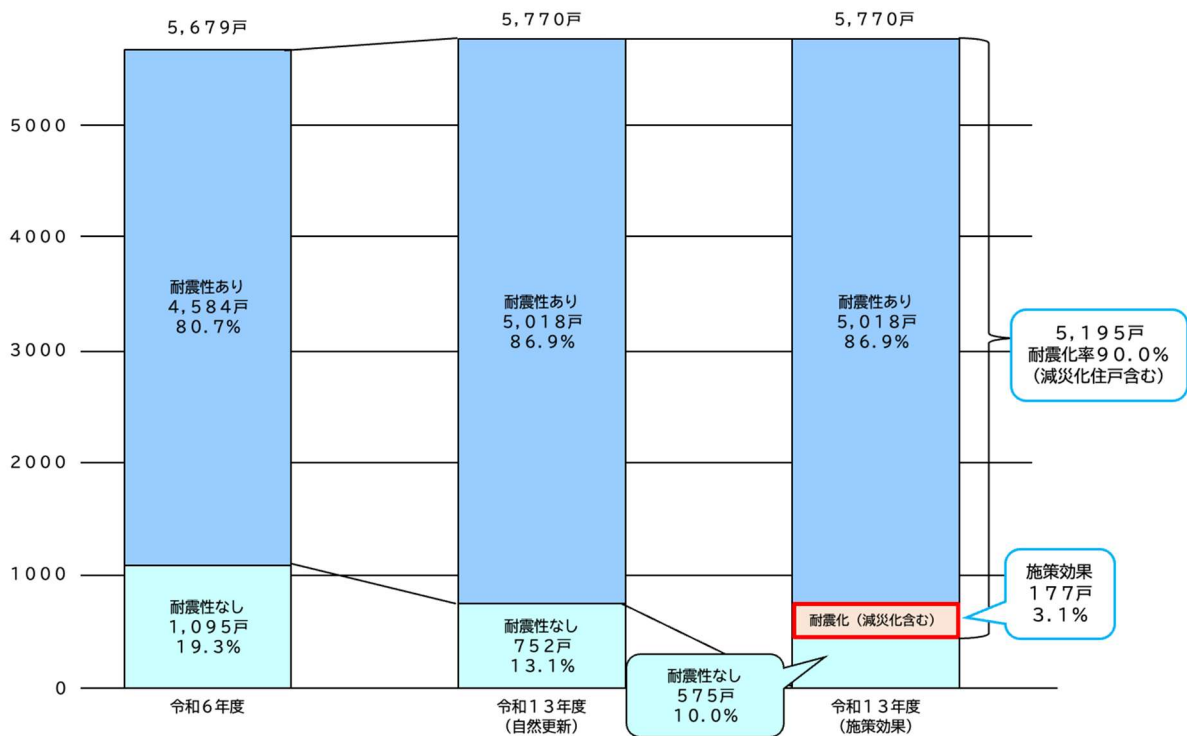 5,679戸
5,770戸
5,770戸
5000
4000
3000
2000
1000
0
耐震性あり
4,584戸
80.7%
耐震性なし
1,095戸
19.3%
令和6年度
耐震性あり
5,018戸
86.9%
耐震性なし
752戸
13.1%
令和13年度
(自然更新)
耐震性あり
5,018戸
86.9%
耐震化（減災化含む）
耐震性なし
575戸
10.0%
令和13年度
(施策効果)
5,195戸
耐震化率90.0%
（減災化住戸含む）
施策効果
177戸
3.1%